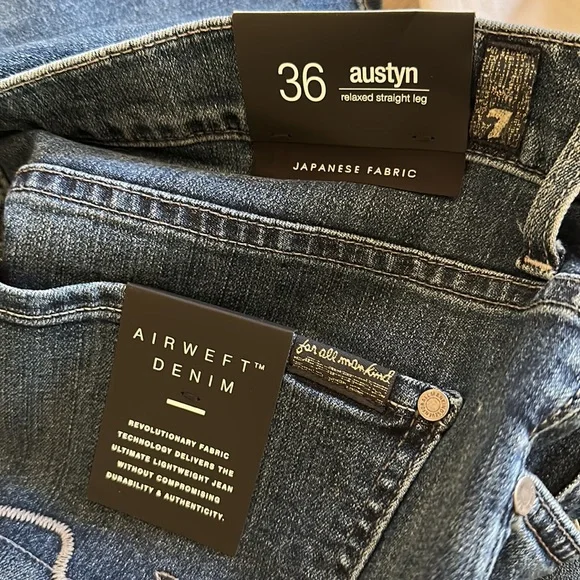 36 austyn
relaxed straight leg
7
JAPANESE FABRIC
AIRWEFT™
DENIM
for all mankind
REVOLUTIONARY FABRIC
TECHNOLOGY DELIVERS THE
ULTIMATE LIGHTWEIGHT JEAN
WITHOUT COMPROMISING
DURABILITY & AUTHENTICITY.